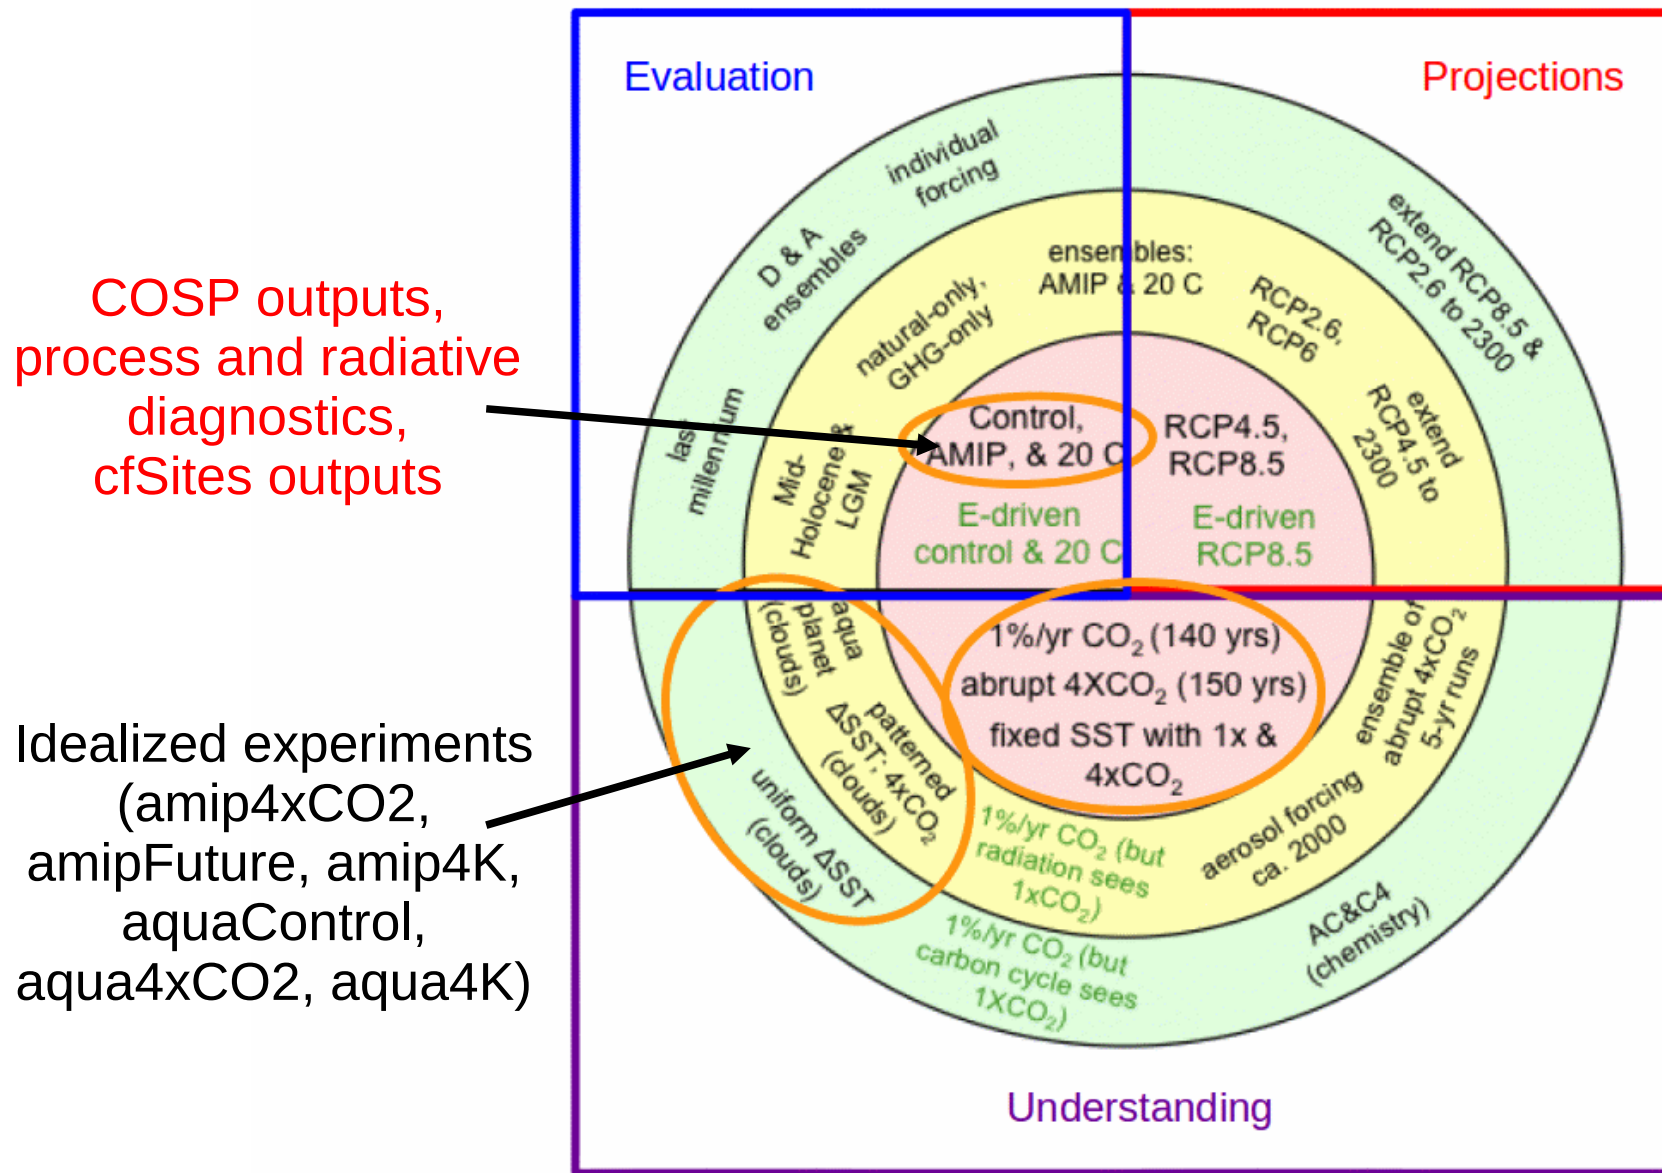 Evaluation
Projections
COSP outputs,
process and radiative
diagnostics,
cfSites outputs
Idealized experiments
(amip4xCO2,
amipFuture, amip4K,
aquaControl,
aqua4xCO2, aqua4K)
individual
forcing
D & A
ensembles
last
millennium
extend RCP8.5 &
RCP2.6 to 2300
ensembles:
AMIP & 20 C
natural-only,
GHG-only
Mid-
Holocene &
LGM
RCP2.6,
RCP6
extend
RCP4.5 to
2300
Control,
AMIP, & 20 C
RCP4.5,
RCP8.5
E-driven
control & 20 C
E-driven
RCP8.5
1%/yr CO₂ (140 yrs)
abrupt 4XCO₂ (150 yrs)
fixed SST with 1x &
4xCO₂
aqua
planet
(clouds)
patterned
ΔSST: 4xCO₂
(clouds)
uniform ΔSST
(clouds)
1%/yr CO₂ (but
radiation sees
1xCO₂)
1%/yr CO₂ (but
carbon cycle sees
1XCO₂)
ensemble of
abrupt 4xCO₂
5-yr runs
aerosol forcing
ca. 2000
AC&C4
(chemistry)
Understanding